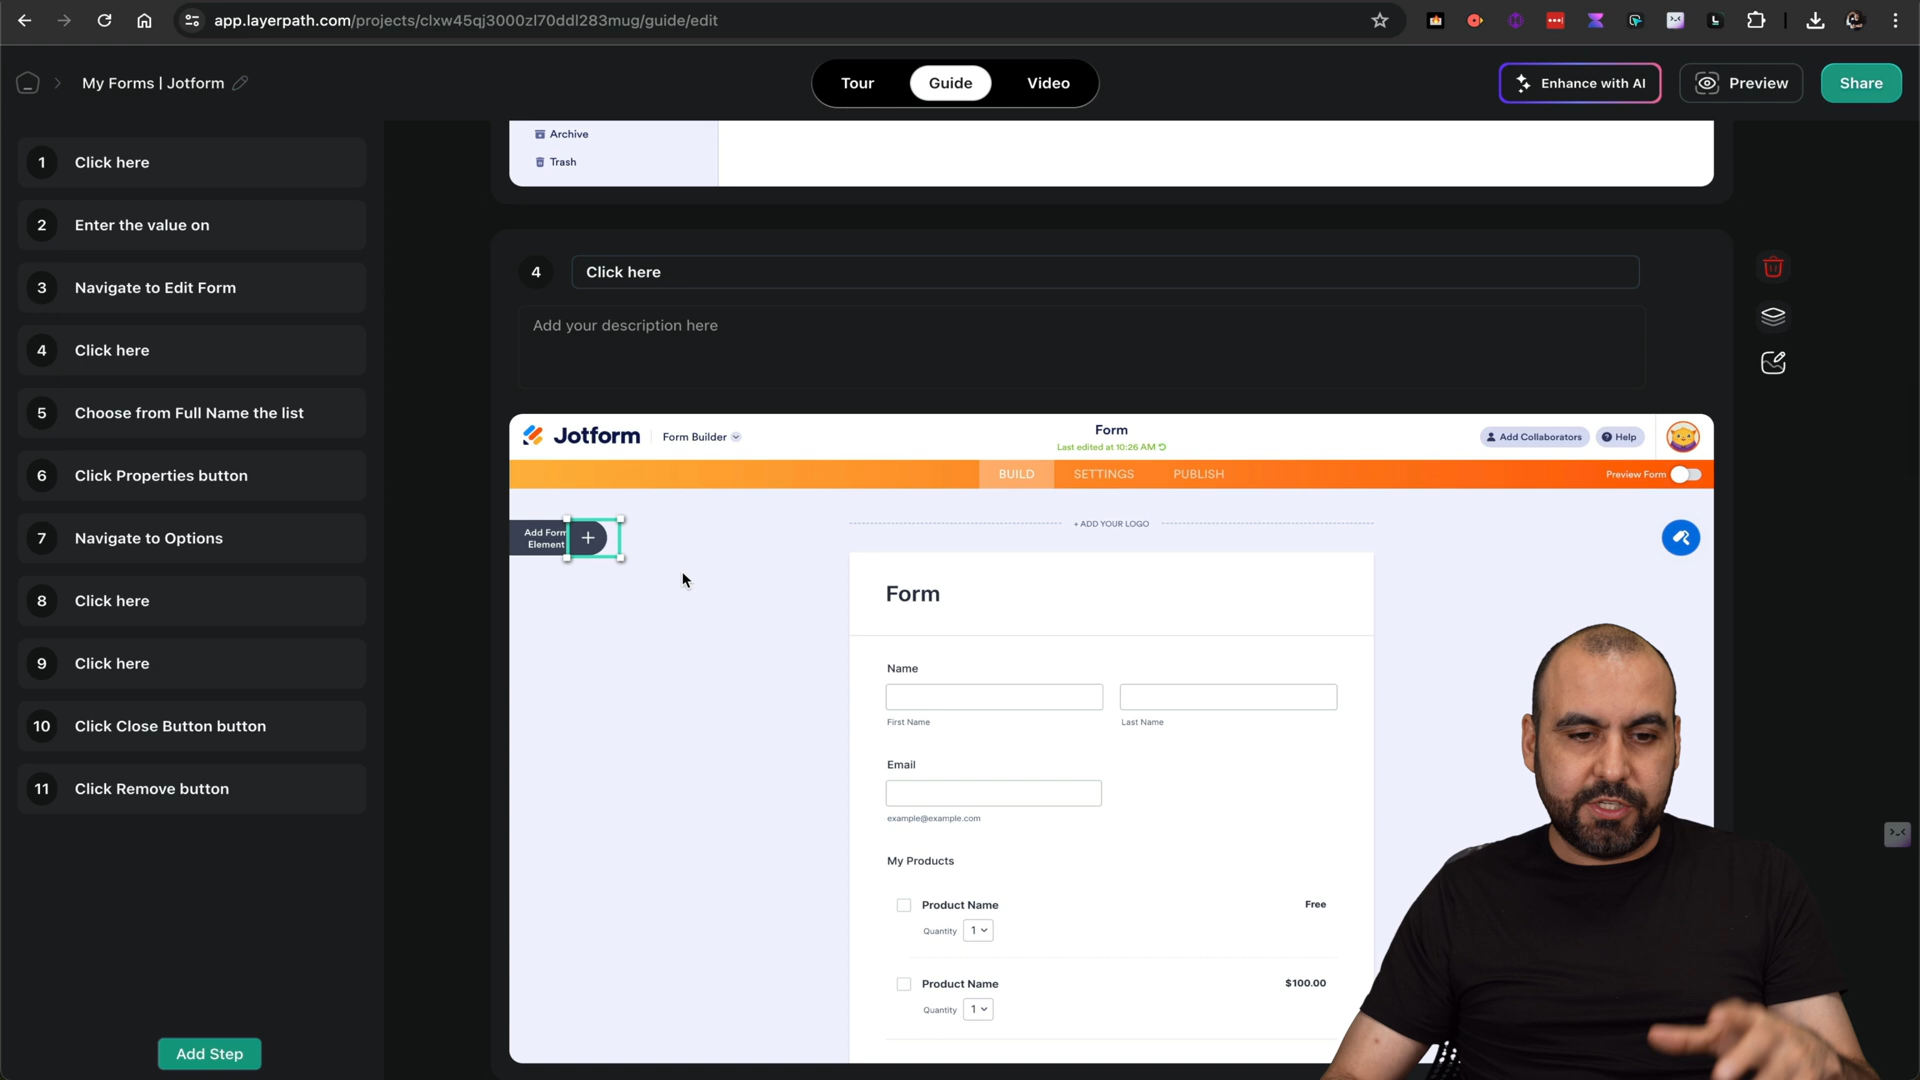 app.layerpath.com/projects/clxw45qj3000zl70ddl283mug/guide/edit
My Forms | Jotform
Tour
Guide
Video
Enhance with AI
Preview
Share
1 Click here
2 Enter the value on
3 Navigate to Edit Form
4 Click here
5 Choose from Full Name the list
6 Click Properties button
7 Navigate to Options
8 Click here
9 Click here
10 Click Close Button button
11 Click Remove button
Add Step
Archive
Trash
4 Click here
Add your description here
Jotform
Form Builder
Form
Last edited at 10:26 AM
Add Collaborators
Help
BUILD
SETTINGS
PUBLISH
Preview Form
Add Form
Element
+ ADD YOUR LOGO
Form
Name
First Name
Last Name
Email
example@example.com
My Products
Product Name
Free
Quantity 1
Product Name
$100.00
Quantity 1